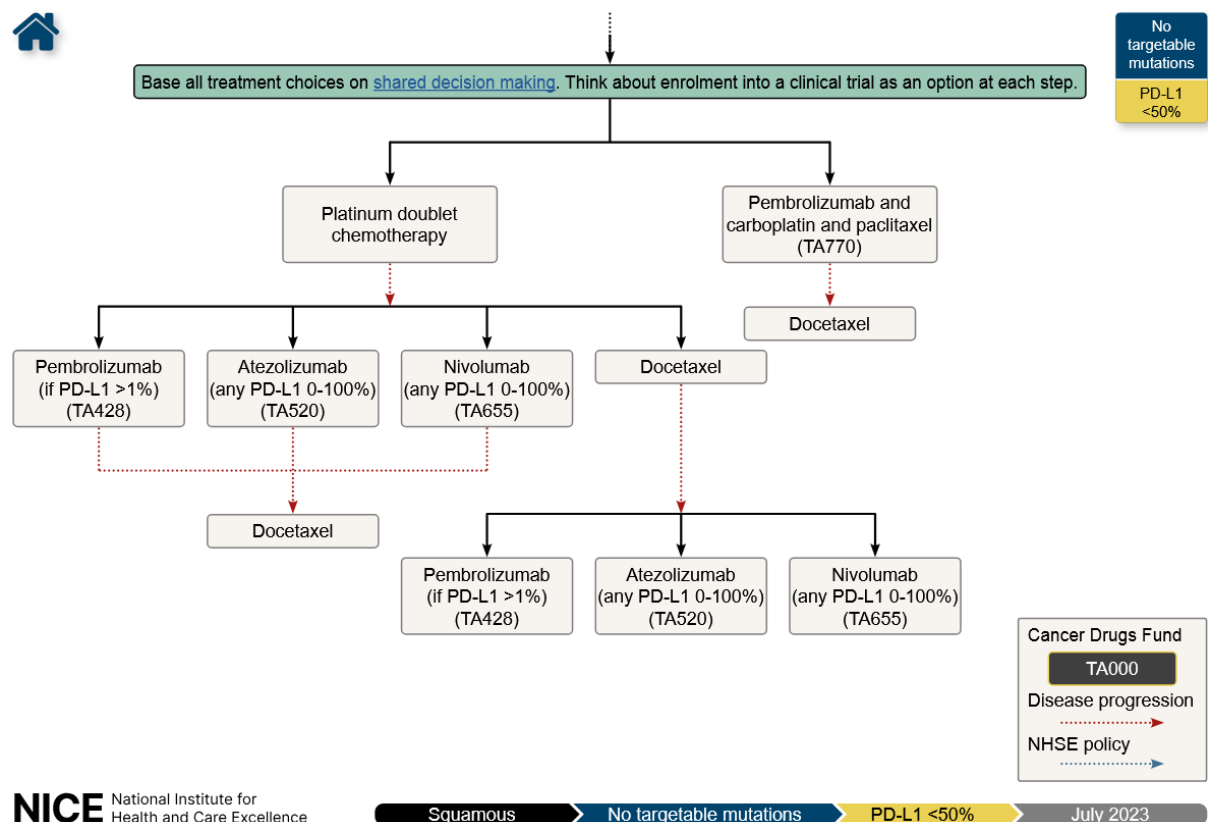 No
targetable
mutations
PD-L1
<50%
Base all treatment choices on shared decision making. Think about enrolment into a clinical trial as an option at each step.
Platinum doublet
chemotherapy
Pembrolizumab and
carboplatin and paclitaxel
(TA770)
Docetaxel
Pembrolizumab
(if PD-L1 >1%)
(TA428)
Atezolizumab
(any PD-L1 0-100%)
(TA520)
Nivolumab
(any PD-L1 0-100%)
(TA655)
Docetaxel
Docetaxel
Pembrolizumab
(if PD-L1 >1%)
(TA428)
Atezolizumab
(any PD-L1 0-100%)
(TA520)
Nivolumab
(any PD-L1 0-100%)
(TA655)
Cancer Drugs Fund
TA000
Disease progression
NHSE policy
NICE National Institute for
Health and Care Excellence
Squamous
No targetable mutations
PD-L1 <50%
July 2023